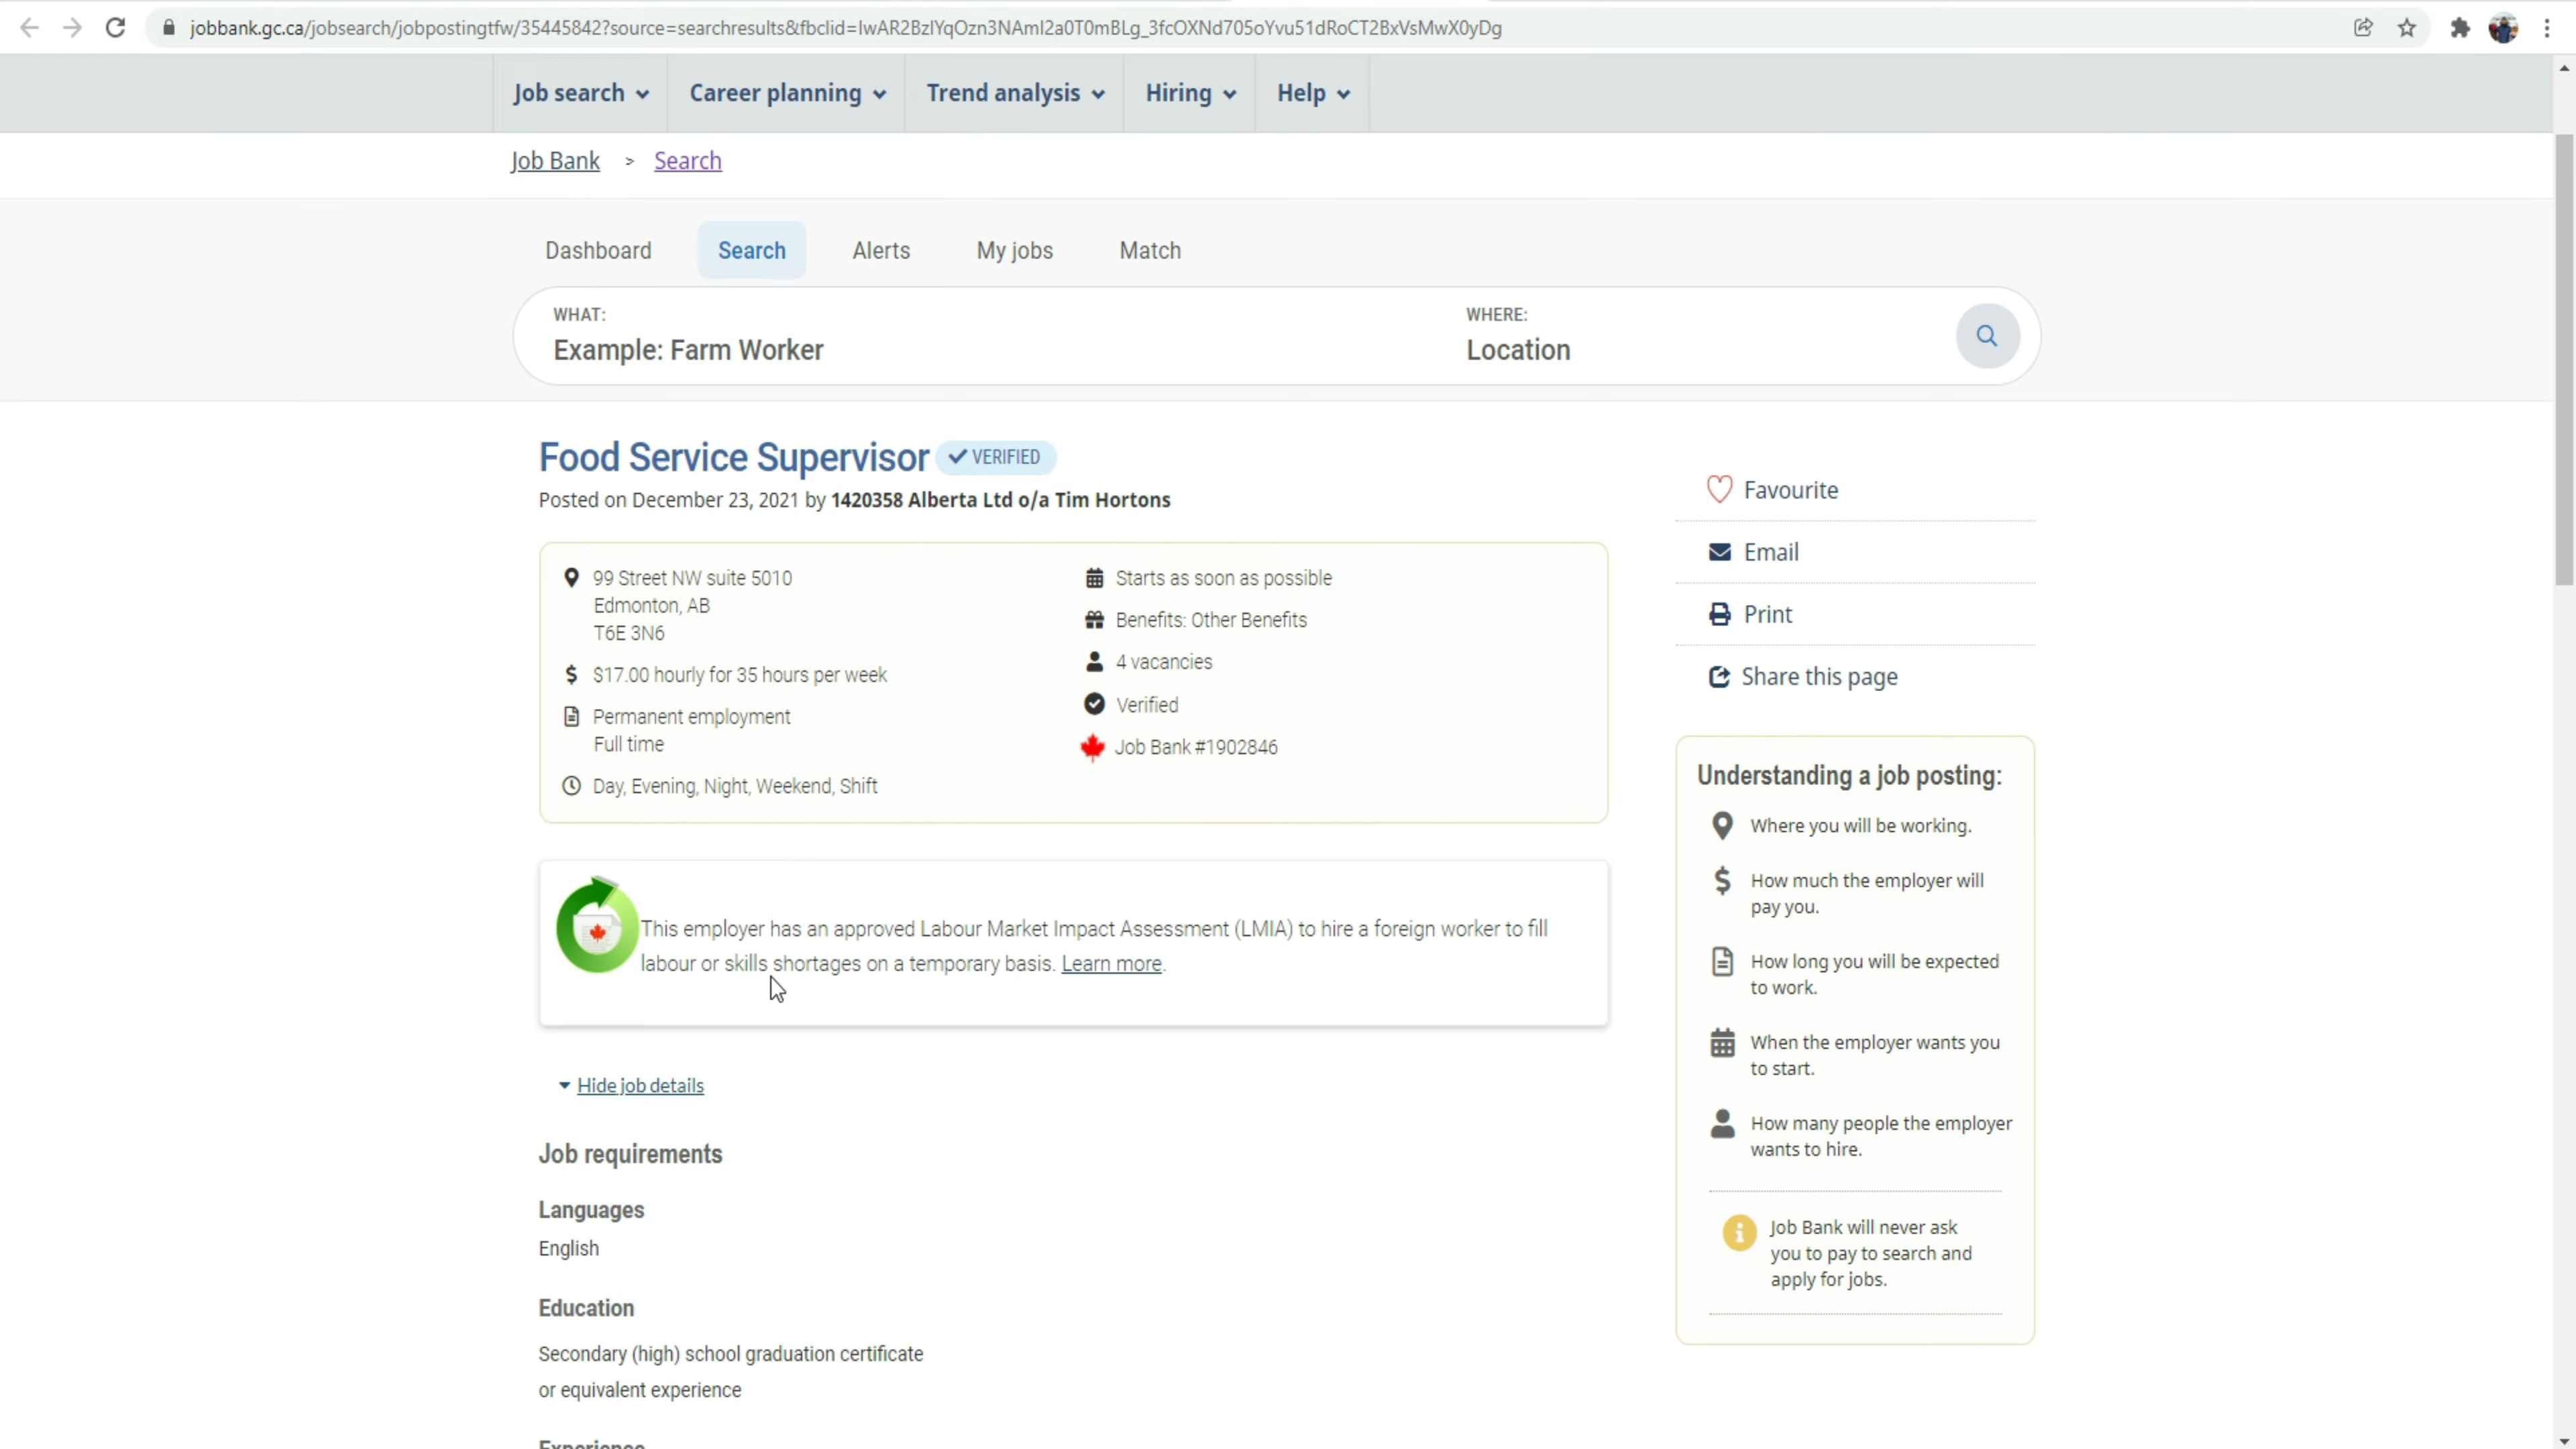 jobbank.gc.ca/jobsearch/jobpostingtfw/35445842?source=searchresults&fbclid=IwAR2BzIYqOzn3NAmI2a0T0mBLg_3fcOXNd705oYvu51dRoCT2BxVsMwX0yDg
Job search
Career planning
Trend analysis
Hiring
Help
Job Bank > Search
Dashboard
Search
Alerts
My jobs
Match
WHAT:
Example: Farm Worker
WHERE:
Location
Food Service Supervisor VERIFIED
Posted on December 23, 2021 by 1420358 Alberta Ltd o/a Tim Hortons
99 Street NW suite 5010
Edmonton, AB
T6E 3N6
$17.00 hourly for 35 hours per week
Permanent employment
Full time
Day, Evening, Night, Weekend, Shift
Starts as soon as possible
Benefits: Other Benefits
4 vacancies
Verified
Job Bank #1902846
This employer has an approved Labour Market Impact Assessment (LMIA) to hire a foreign worker to fill
labour or skills shortages on a temporary basis. Learn more.
Hide job details
Job requirements
Languages
English
Education
Secondary (high) school graduation certificate
or equivalent experience
Experience
Favourite
Email
Print
Share this page
Understanding a job posting:
Where you will be working.
$ How much the employer will
pay you.
How long you will be expected
to work.
When the employer wants you
to start.
How many people the employer
wants to hire.
Job Bank will never ask
you to pay to search and
apply for jobs.